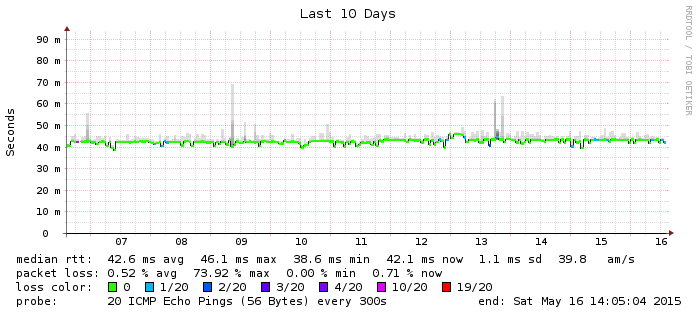 Last 10 Days
RRDTOOL / TOBI OETIKER
Seconds
90 m
80 m
70 m
60 m
50 m
40 m
30 m
20 m
10 m
0
07 08 09 10 11 12 13 14 15 16
median rtt: 42.6 ms avg 46.1 ms max 38.6 ms min 42.1 ms now 1.1 ms sd 39.8 am/s
packet loss: 0.52 % avg 73.92 % max 0.00 % min 0.71 % now
loss color: 0 1/20 2/20 3/20 4/20 10/20 19/20
probe: 20 ICMP Echo Pings (56 Bytes) every 300s end: Sat May 16 14:05:04 2015